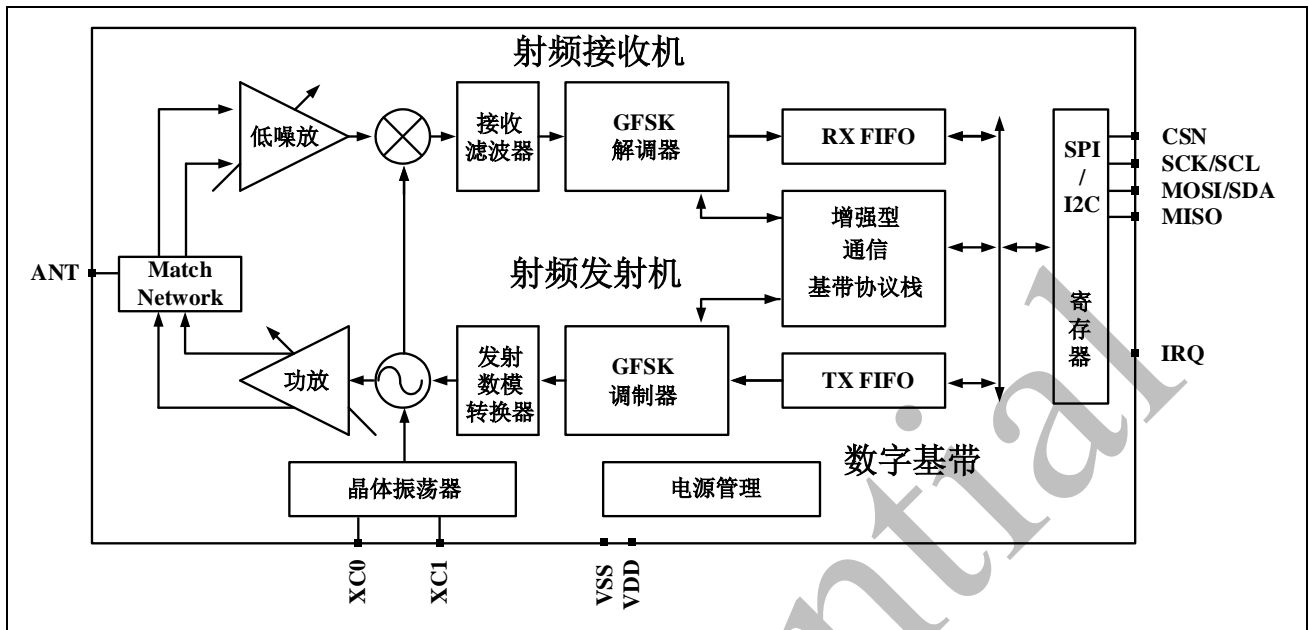 射频接收机
低噪放
接收
滤波器
GFSK
解调器
RX FIFO
SPI
/
I2C
寄
存
器
CSN
SCK/SCL
MOSI/SDA
MISO
IRQ
增强型
通信
基带协议栈
ANT
Match
Network
射频发射机
功放
发射
数模
转换器
GFSK
调制器
TX FIFO
数字基带
晶体振荡器
电源管理
XC0
XC1
VSS
VDD
ential